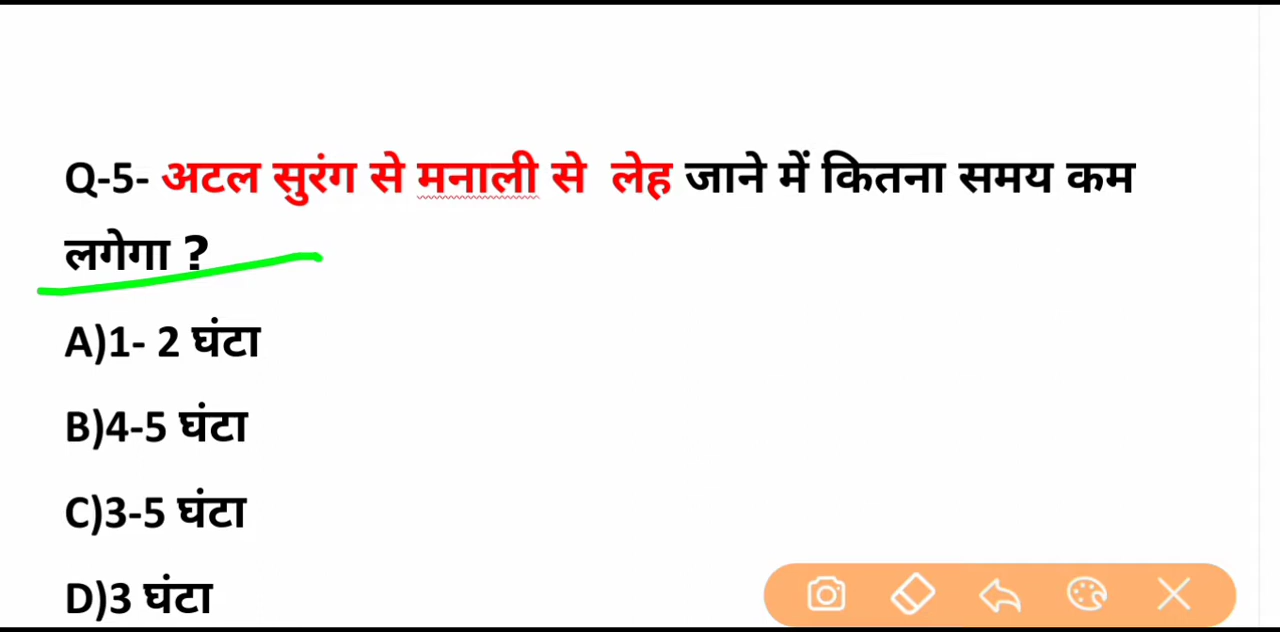 Q-5- अटल सुरंग से मनाली से लेह जाने में कितना समय कम
लगेगा ?
A)1- 2 घंटा
B)4-5 घंटा
C)3-5 घंटा
D)3 घंटा